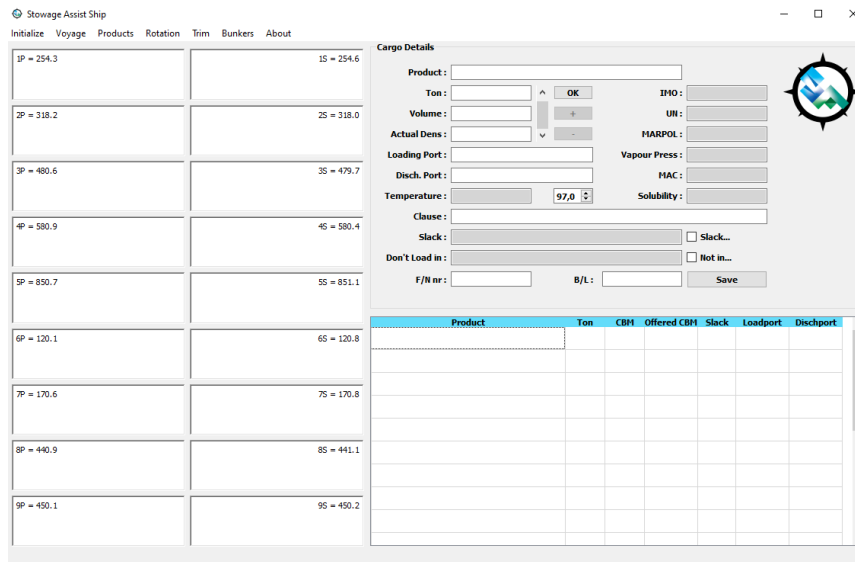 Stowage Assist Ship
Initialize Voyage Products Rotation Trim Bunkers About
1P = 254.3
1S = 254.6
2P = 318.2
2S = 318.0
3P = 480.6
3S = 479.7
4P = 580.9
4S = 580.4
5P = 850.7
5S = 851.1
6P = 120.1
6S = 120.8
7P = 170.6
7S = 170.8
8P = 440.9
8S = 441.1
9P = 450.1
9S = 450.2
Cargo Details
Product :
Ton : OK IMO :
Volume : + UN :
Actual Dens : - MARPOL :
Loading Port : Vapour Press :
Disch. Port : MAC :
Temperature : 97,0 Solubility :
Clause :
Slack : Slack...
Don't Load in : Not in...
F/N nr : B/L : Save
Product Ton CBM Offered CBM Slack Loadport Dischport